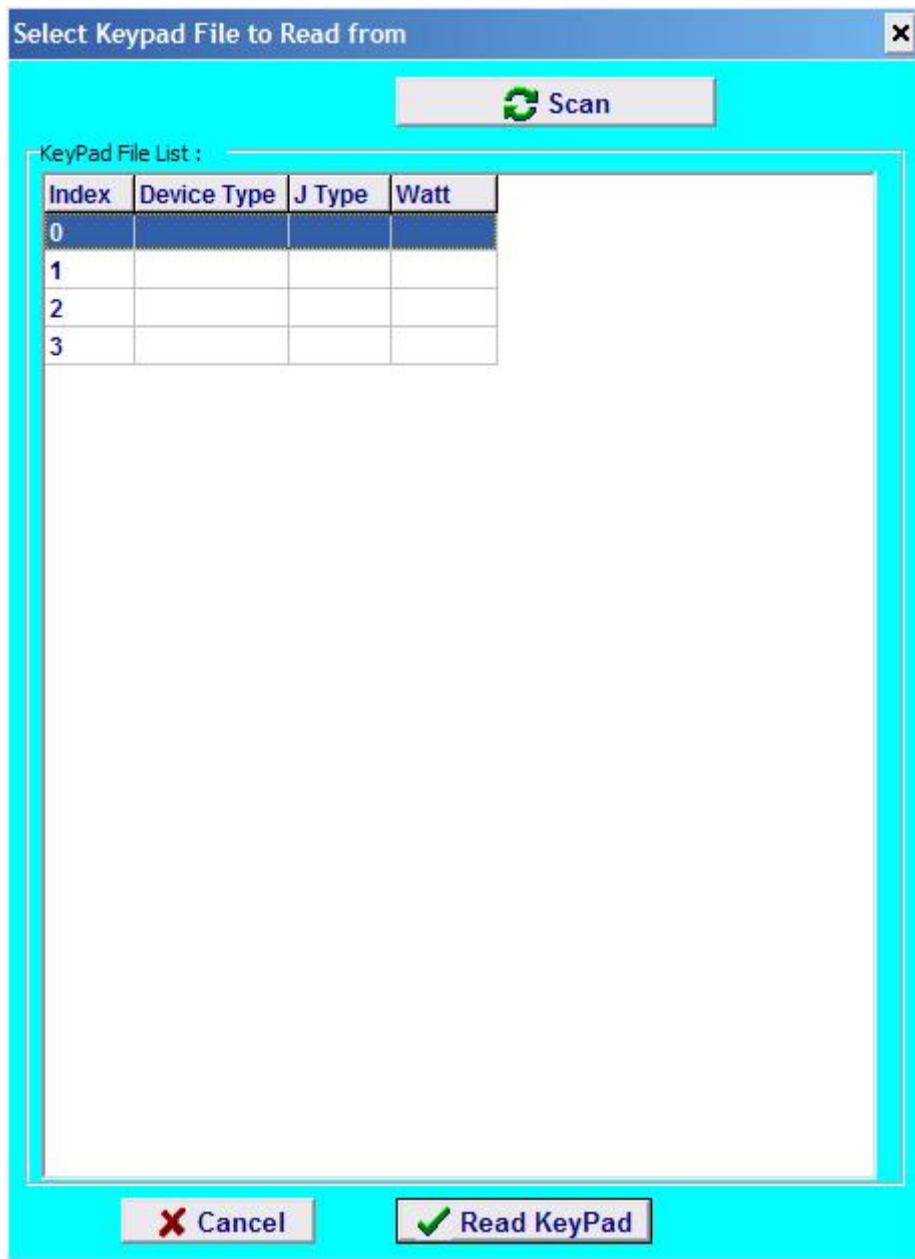 Select Keypad File to Read from
Scan
KeyPad File List :
Index Device Type J Type Watt
0
1
2
3
Cancel Read KeyPad